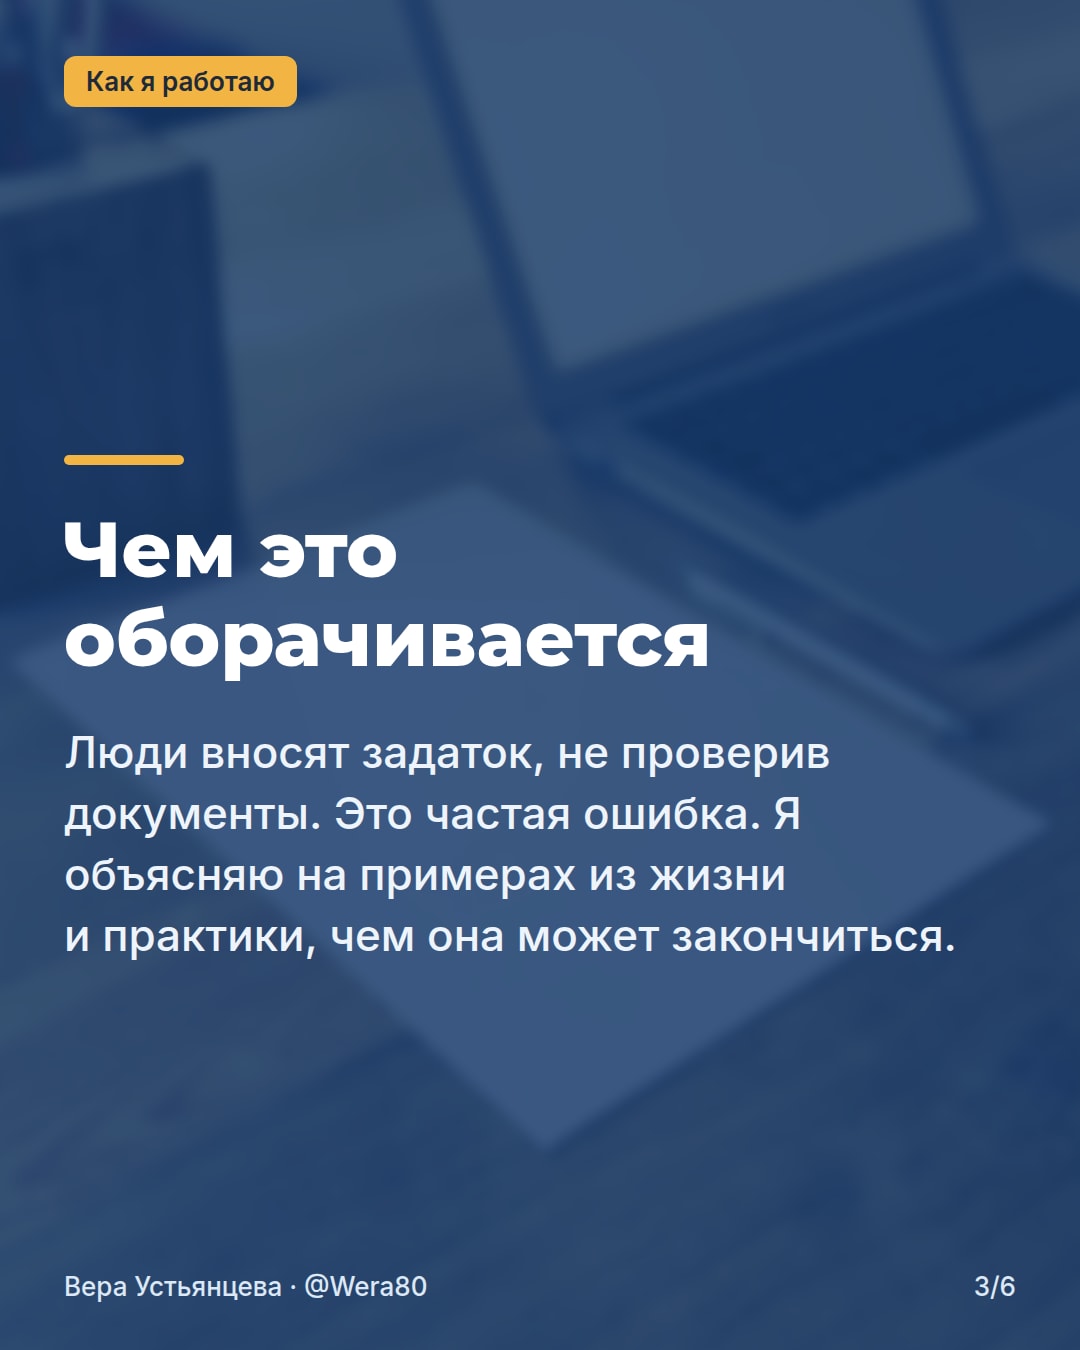 Как я работаю
Чем это
оборачивается
Люди вносят задаток, не проверив
документы. Это частая ошибка. Я
объясняю на примерах из жизни
и практики, чем она может закончиться.
Вера Устьянцева · @Wera80
3/6